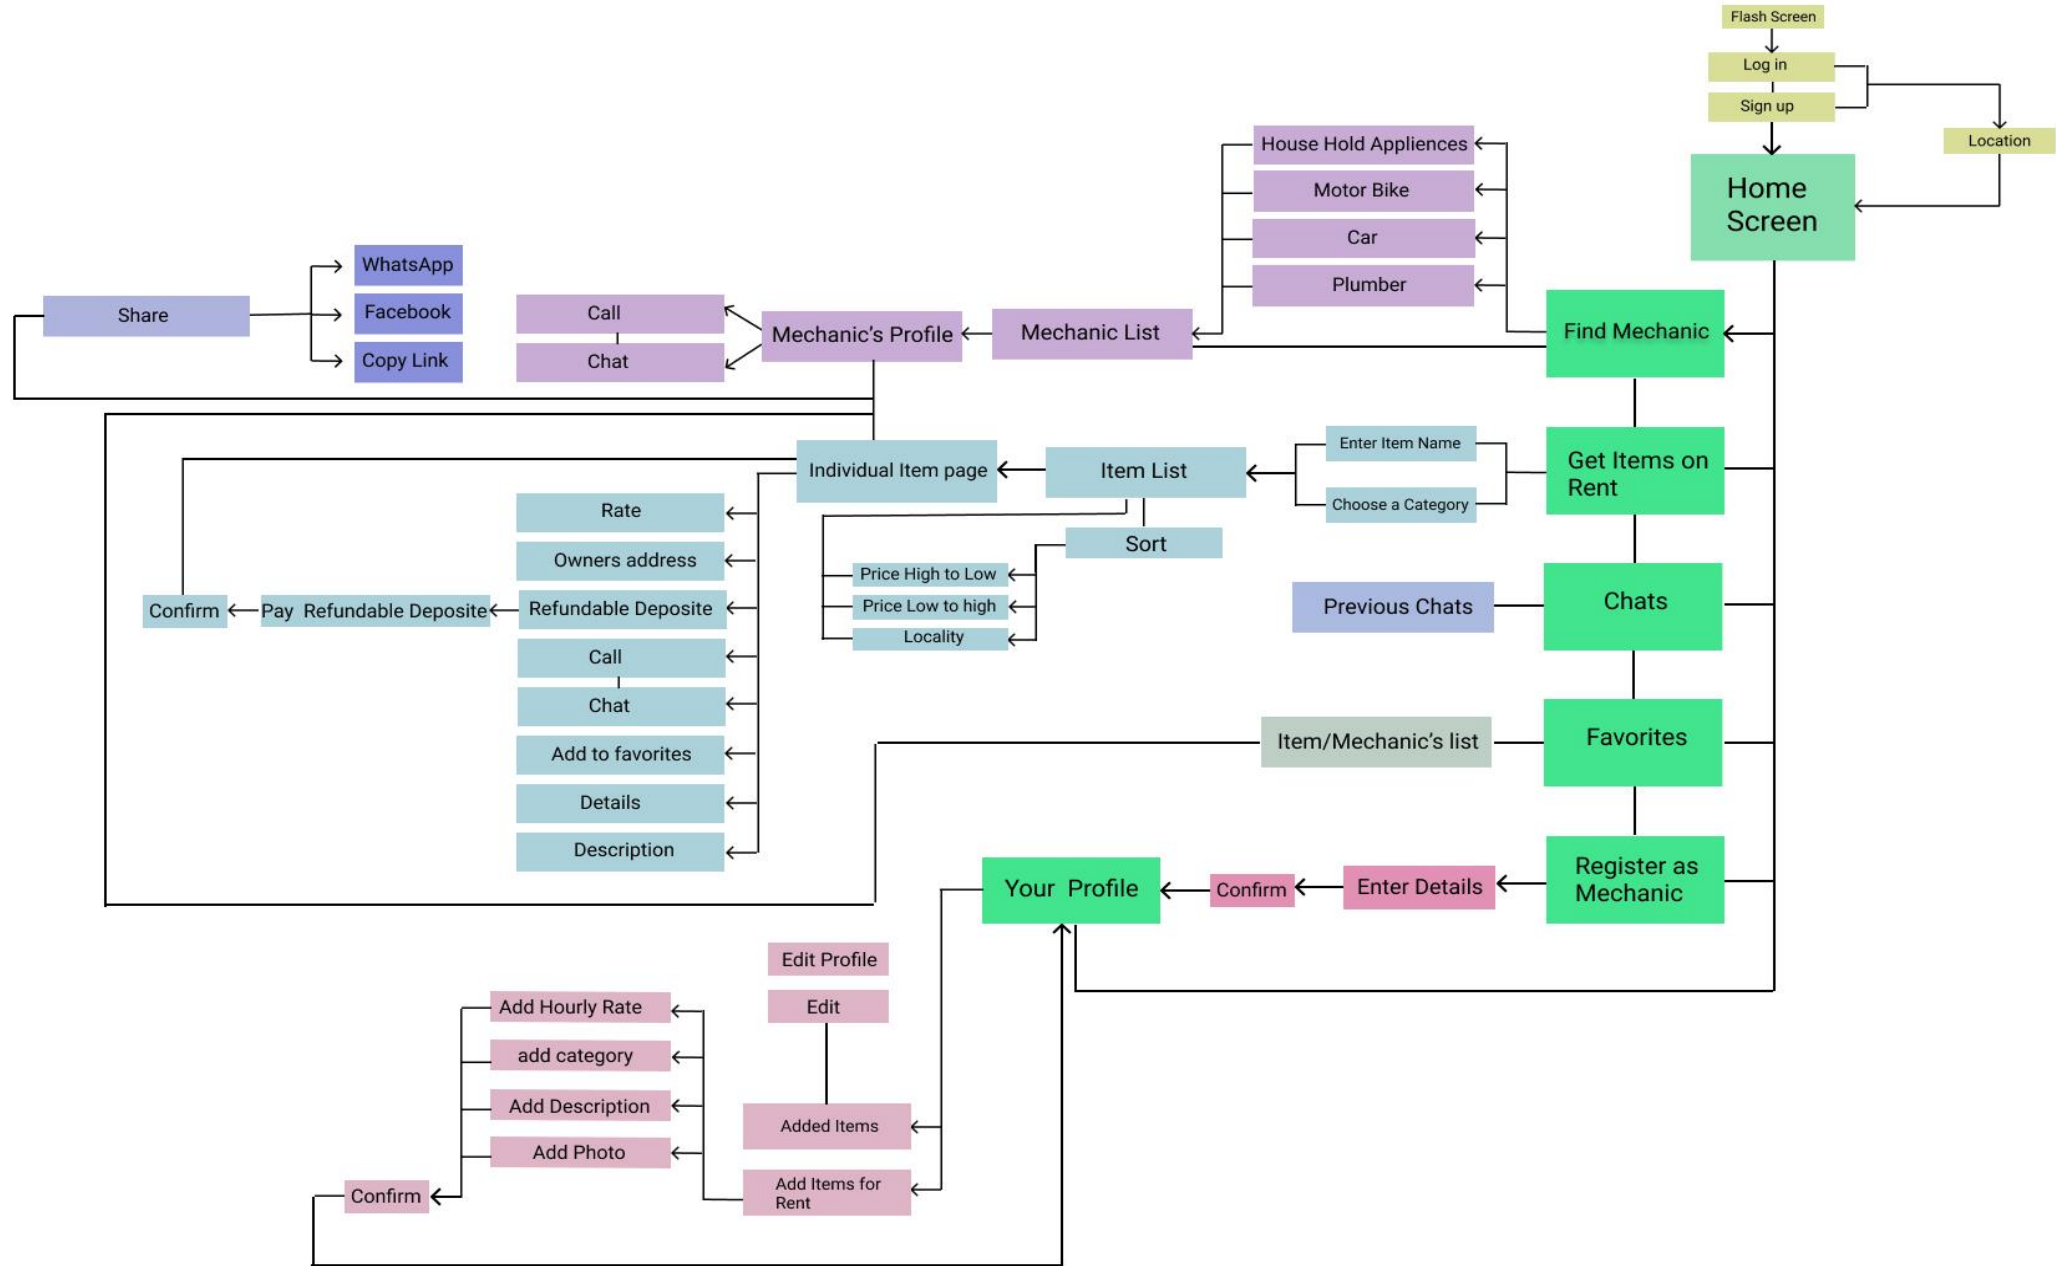 Flash Screen
Log in
Sign up
Location
Home
Screen
House Hold Appliences
Motor Bike
Car
Plumber
Find Mechanic
Mechanic List
Mechanic's Profile
Call
Chat
Share
WhatsApp
Facebook
Copy Link
Get Items on
Rent
Enter Item Name
Choose a Category
Item List
Individual Item page
Sort
Price High to Low
Price Low to high
Locality
Rate
Owners address
Refundable Deposite
Pay  Refundable Deposite
Confirm
Call
Chat
Add to favorites
Details
Description
Chats
Previous Chats
Favorites
Item/Mechanic's list
Register as
Mechanic
Enter Details
Confirm
Your  Profile
Edit Profile
Edit
Added Items
Add Items for
Rent
Add Hourly Rate
add category
Add Description
Add Photo
Confirm